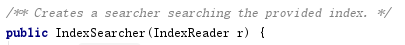 /** Creates a searcher searching the provided index. */
public IndexSearcher(IndexReader r) {